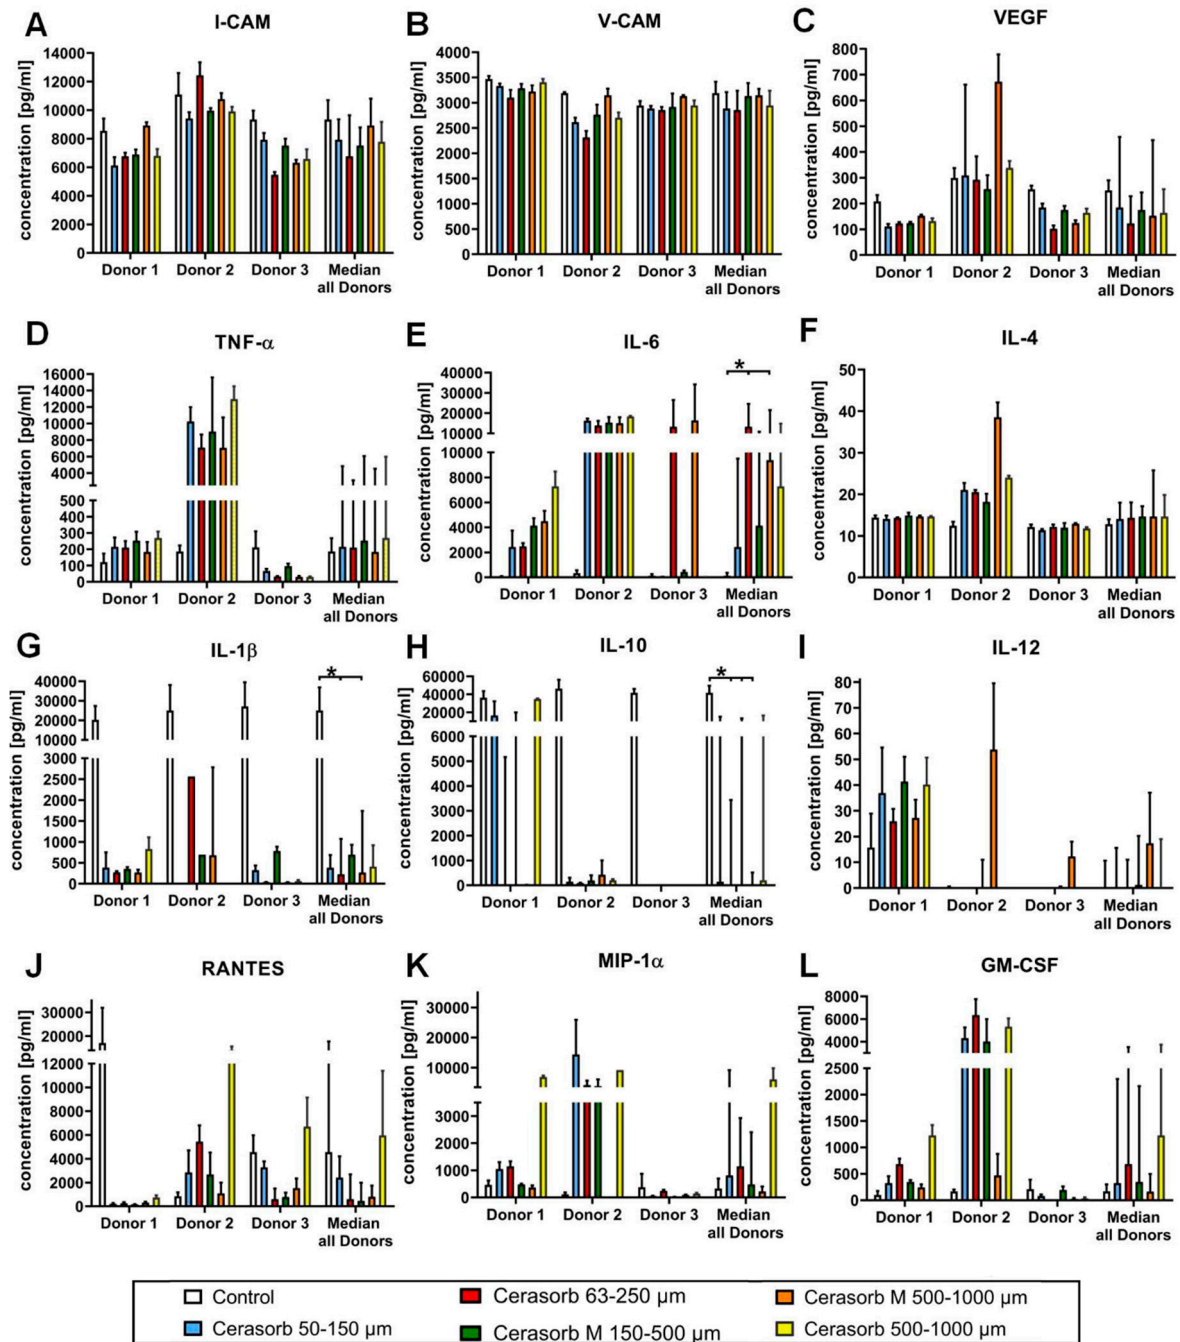 A I-CAM
concentration [pg/ml]
14000
12000
10000
8000
6000
4000
2000
0
Donor 1 Donor 2 Donor 3 Median
all Donors
B V-CAM
concentration [pg/ml]
4000
3500
3000
2500
2000
1500
1000
500
0
Donor 1 Donor 2 Donor 3 Median
all Donors
C VEGF
concentration [pg/ml]
800
700
600
500
400
300
200
100
0
Donor 1 Donor 2 Donor 3 Median
all Donors
D TNF-α
concentration [pg/ml]
16000
14000
12000
10000
8000
6000
4000
500
400
300
200
100
0
Donor 1 Donor 2 Donor 3 Median
all Donors
E IL-6
concentration [pg/ml]
40000
30000
20000
10000
10000
8000
6000
4000
2000
0
*
Donor 1 Donor 2 Donor 3 Median
all Donors
F IL-4
concentration [pg/ml]
50
40
30
20
10
0
Donor 1 Donor 2 Donor 3 Median
all Donors
G IL-1β
concentration [pg/ml]
40000
30000
20000
10000
3000
2500
2000
1500
1000
500
0
*
Donor 1 Donor 2 Donor 3 Median
all Donors
H IL-10
concentration [pg/ml]
60000
40000
20000
6000
5000
4000
3000
2000
1000
0
*
Donor 1 Donor 2 Donor 3 Median
all Donors
I IL-12
concentration [pg/ml]
80
70
60
50
40
30
20
10
0
Donor 1 Donor 2 Donor 3 Median
all Donors
J RANTES
concentration [pg/ml]
30000
20000
12000
10000
8000
6000
4000
2000
0
Donor 1 Donor 2 Donor 3 Median
all Donors
K MIP-1α
concentration [pg/ml]
30000
20000
10000
3000
2000
1000
0
Donor 1 Donor 2 Donor 3 Median
all Donors
L GM-CSF
concentration [pg/ml]
8000
6000
4000
2500
2000
1500
1000
500
0
Donor 1 Donor 2 Donor 3 Median
all Donors
Control Cerasorb 63-250 µm Cerasorb M 500-1000 µm
Cerasorb 50-150 µm Cerasorb M 150-500 µm Cerasorb 500-1000 µm